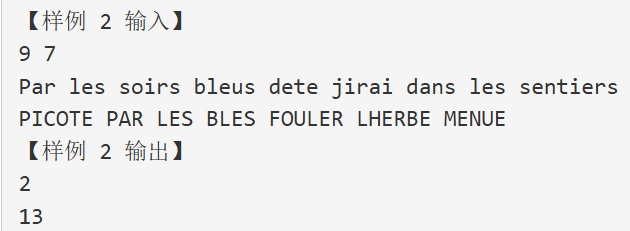 【样例 2 输入】
9 7
Par les soirs bleus dete jirai dans les sentiers
PICOTE PAR LES BLES FOULER LHERBE MENUE
【样例 2 输出】
2
13